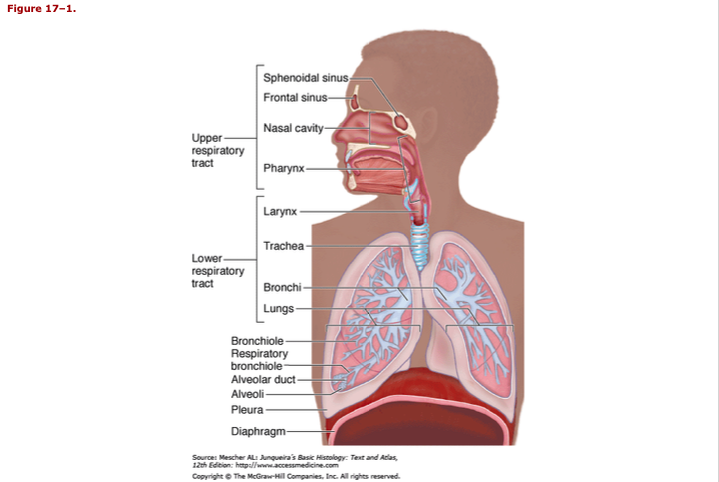 Figure 17–1.
Sphenoidal sinus
Frontal sinus
Nasal cavity
Upper
respiratory
tract
Pharynx
Larynx
Trachea
Lower
respiratory
tract
Bronchi
Lungs
Bronchiole
Respiratory
bronchiole
Alveolar duct
Alveoli
Pleura
Diaphragm
Source: Mescher AL: Junqueira's Basic Histology: Text and Atlas,
12th Edition: http://www.accessmedicine.com
Copyright © The McGraw-Hill Companies, Inc. All rights reserved.